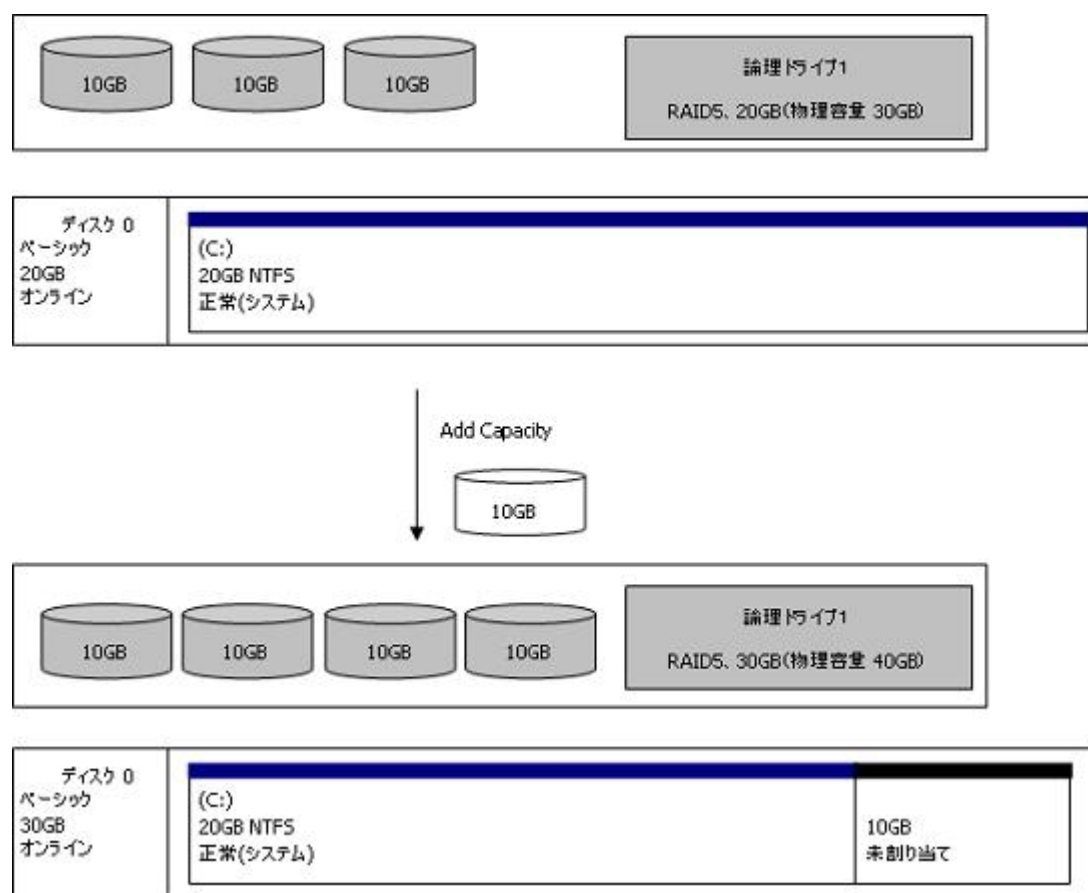 10GB
10GB
10GB
論理ドライブ1
RAID5、20GB(物理容量 30GB)
ディスク 0
ベーシック
20GB
オンライン
(C:)
20GB NTFS
正常(システム)
Add Capacity
10GB
10GB
10GB
10GB
10GB
論理ドライブ1
RAID5、30GB(物理容量 40GB)
ディスク 0
ベーシック
30GB
オンライン
(C:)
20GB NTFS
正常(システム)
10GB
未割り当て